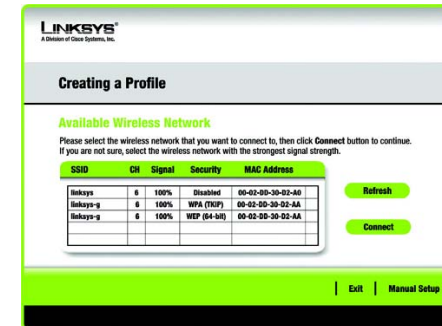 LINKSYS®
A Division of Cisco Systems, Inc.
Creating a Profile
Available Wireless Network
Please select the wireless network that you want to connect to, then click Connect button to continue.
If you are not sure, select the wireless network with the strongest signal strength.
SSID CH Signal Security MAC Address
linksys 6 100% Disabled 00-02-DD-30-D2-A0
linksys-g 6 100% WPA (TKIP) 00-02-DD-30-D2-AA
linksys-g 6 100% WEP (64-bit) 00-02-DD-30-D2-AA
Refresh
Connect
Exit Manual Setup